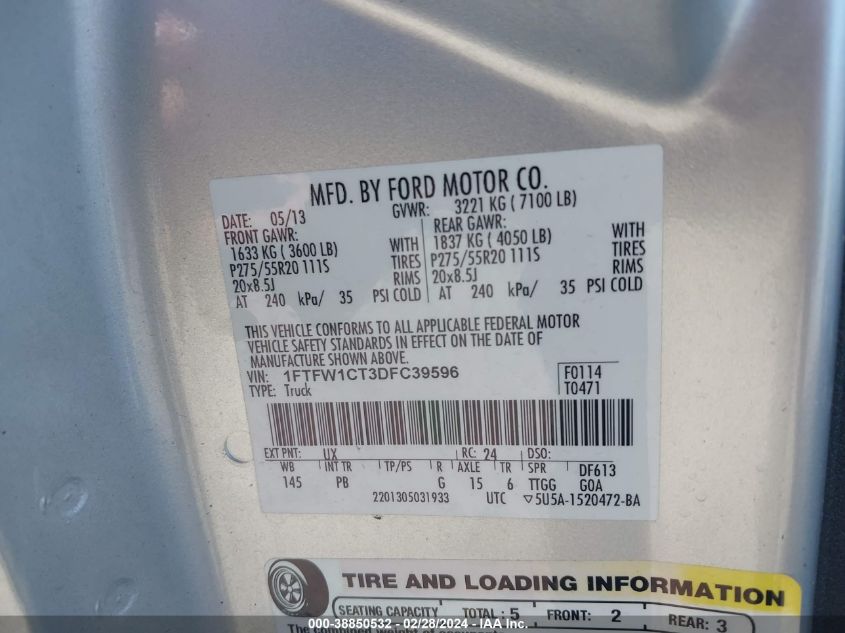 MFD. BY FORD MOTOR CO.
DATE: 05/13 GVWR: 3221 KG ( 7100 LB)
FRONT GAWR: REAR GAWR:
1633 KG ( 3600 LB) WITH 1837 KG ( 4050 LB) WITH
P275/55R20 111S TIRES P275/55R20 111S TIRES
20x8.5J RIMS 20x8.5J RIMS
AT 240 kPa/ 35 PSI COLD AT 240 kPa/ 35 PSI COLD
THIS VEHICLE CONFORMS TO ALL APPLICABLE FEDERAL MOTOR
VEHICLE SAFETY STANDARDS IN EFFECT ON THE DATE OF
MANUFACTURE SHOWN ABOVE.
VIN: 1FTFW1CT3DFC39596 F0114
TYPE: Truck T0471
EXT PNT: UX RC: 24 DSO:
WB INT TR TP/PS R AXLE TR SPR DF613
145 PB G 15 6 TTGG GOA
2201305031933 UTC ▽5U5A-1520472-BA
TIRE AND LOADING INFORMATION
SEATING CAPACITY TOTAL: 5 FRONT: 2 REAR: 3
The combined weight of occupants
000-38850532 - 02/28/2024 - IAA, Inc.